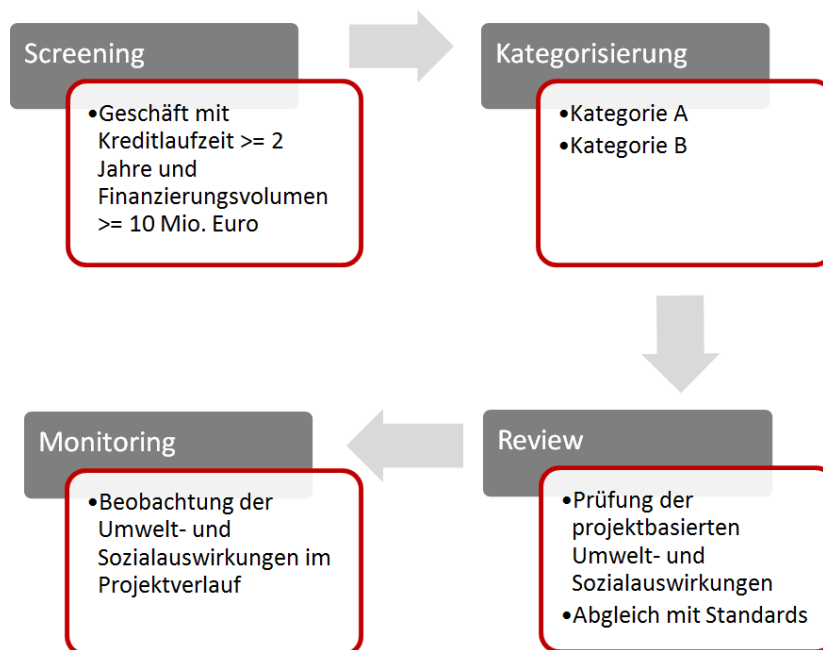 Screening
•Geschäft mit
Kreditlaufzeit >= 2
Jahre und
Finanzierungsvolumen
>= 10 Mio. Euro
Kategorisierung
•Kategorie A
•Kategorie B
Review
•Prüfung der
projektbasierten
Umwelt- und
Sozialauswirkungen
•Abgleich mit Standards
Monitoring
•Beobachtung der
Umwelt- und
Sozialauswirkungen im
Projektverlauf